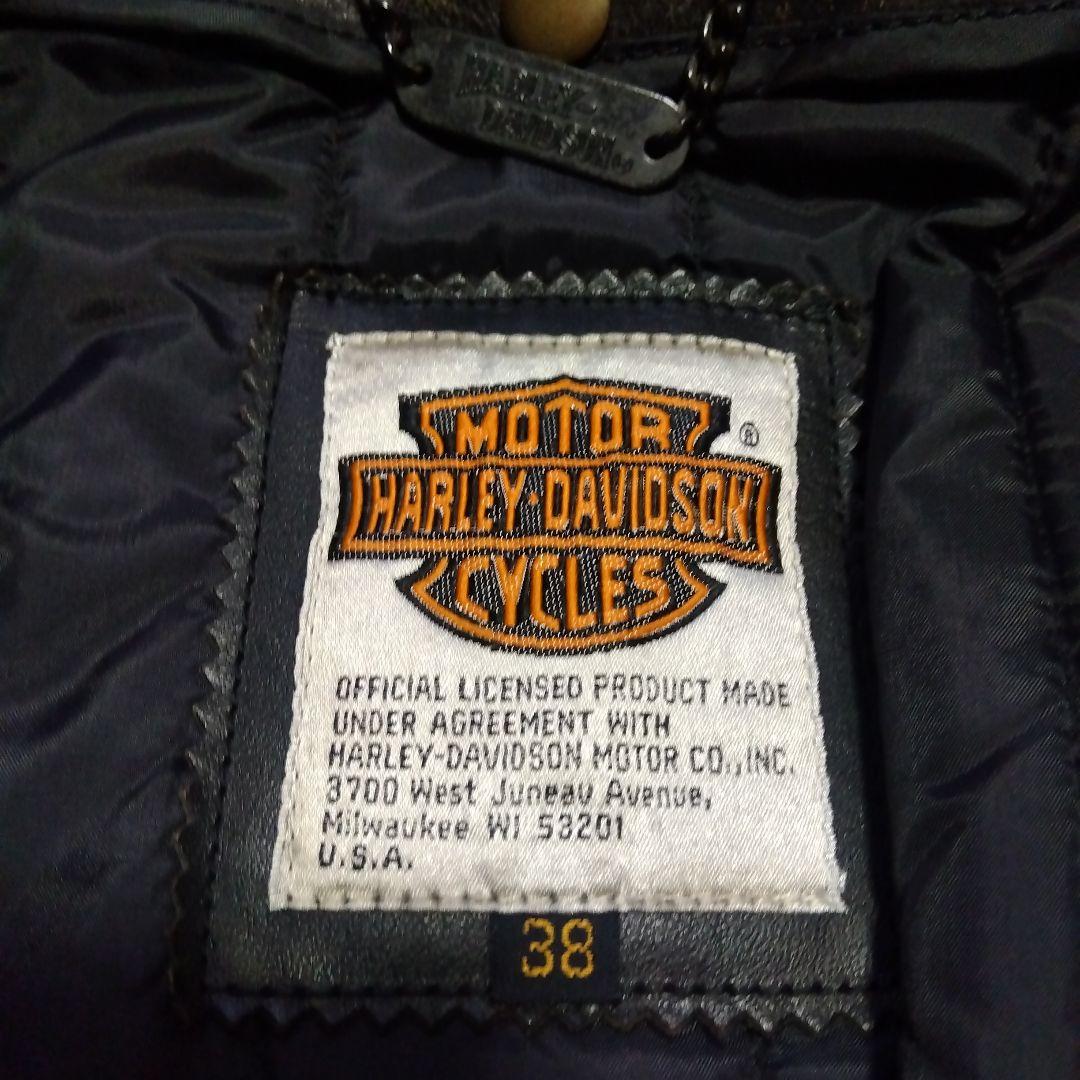 HARLEY-
DAVIDSON
MOTOR
®
HARLEY-DAVIDSON
CYCLES
OFFICIAL LICENSED PRODUCT MADE
UNDER AGREEMENT WITH
HARLEY-DAVIDSON MOTOR CO.,INC.
3700 West Juneau Avenue,
Milwaukee WI 53201
U.S.A.
38